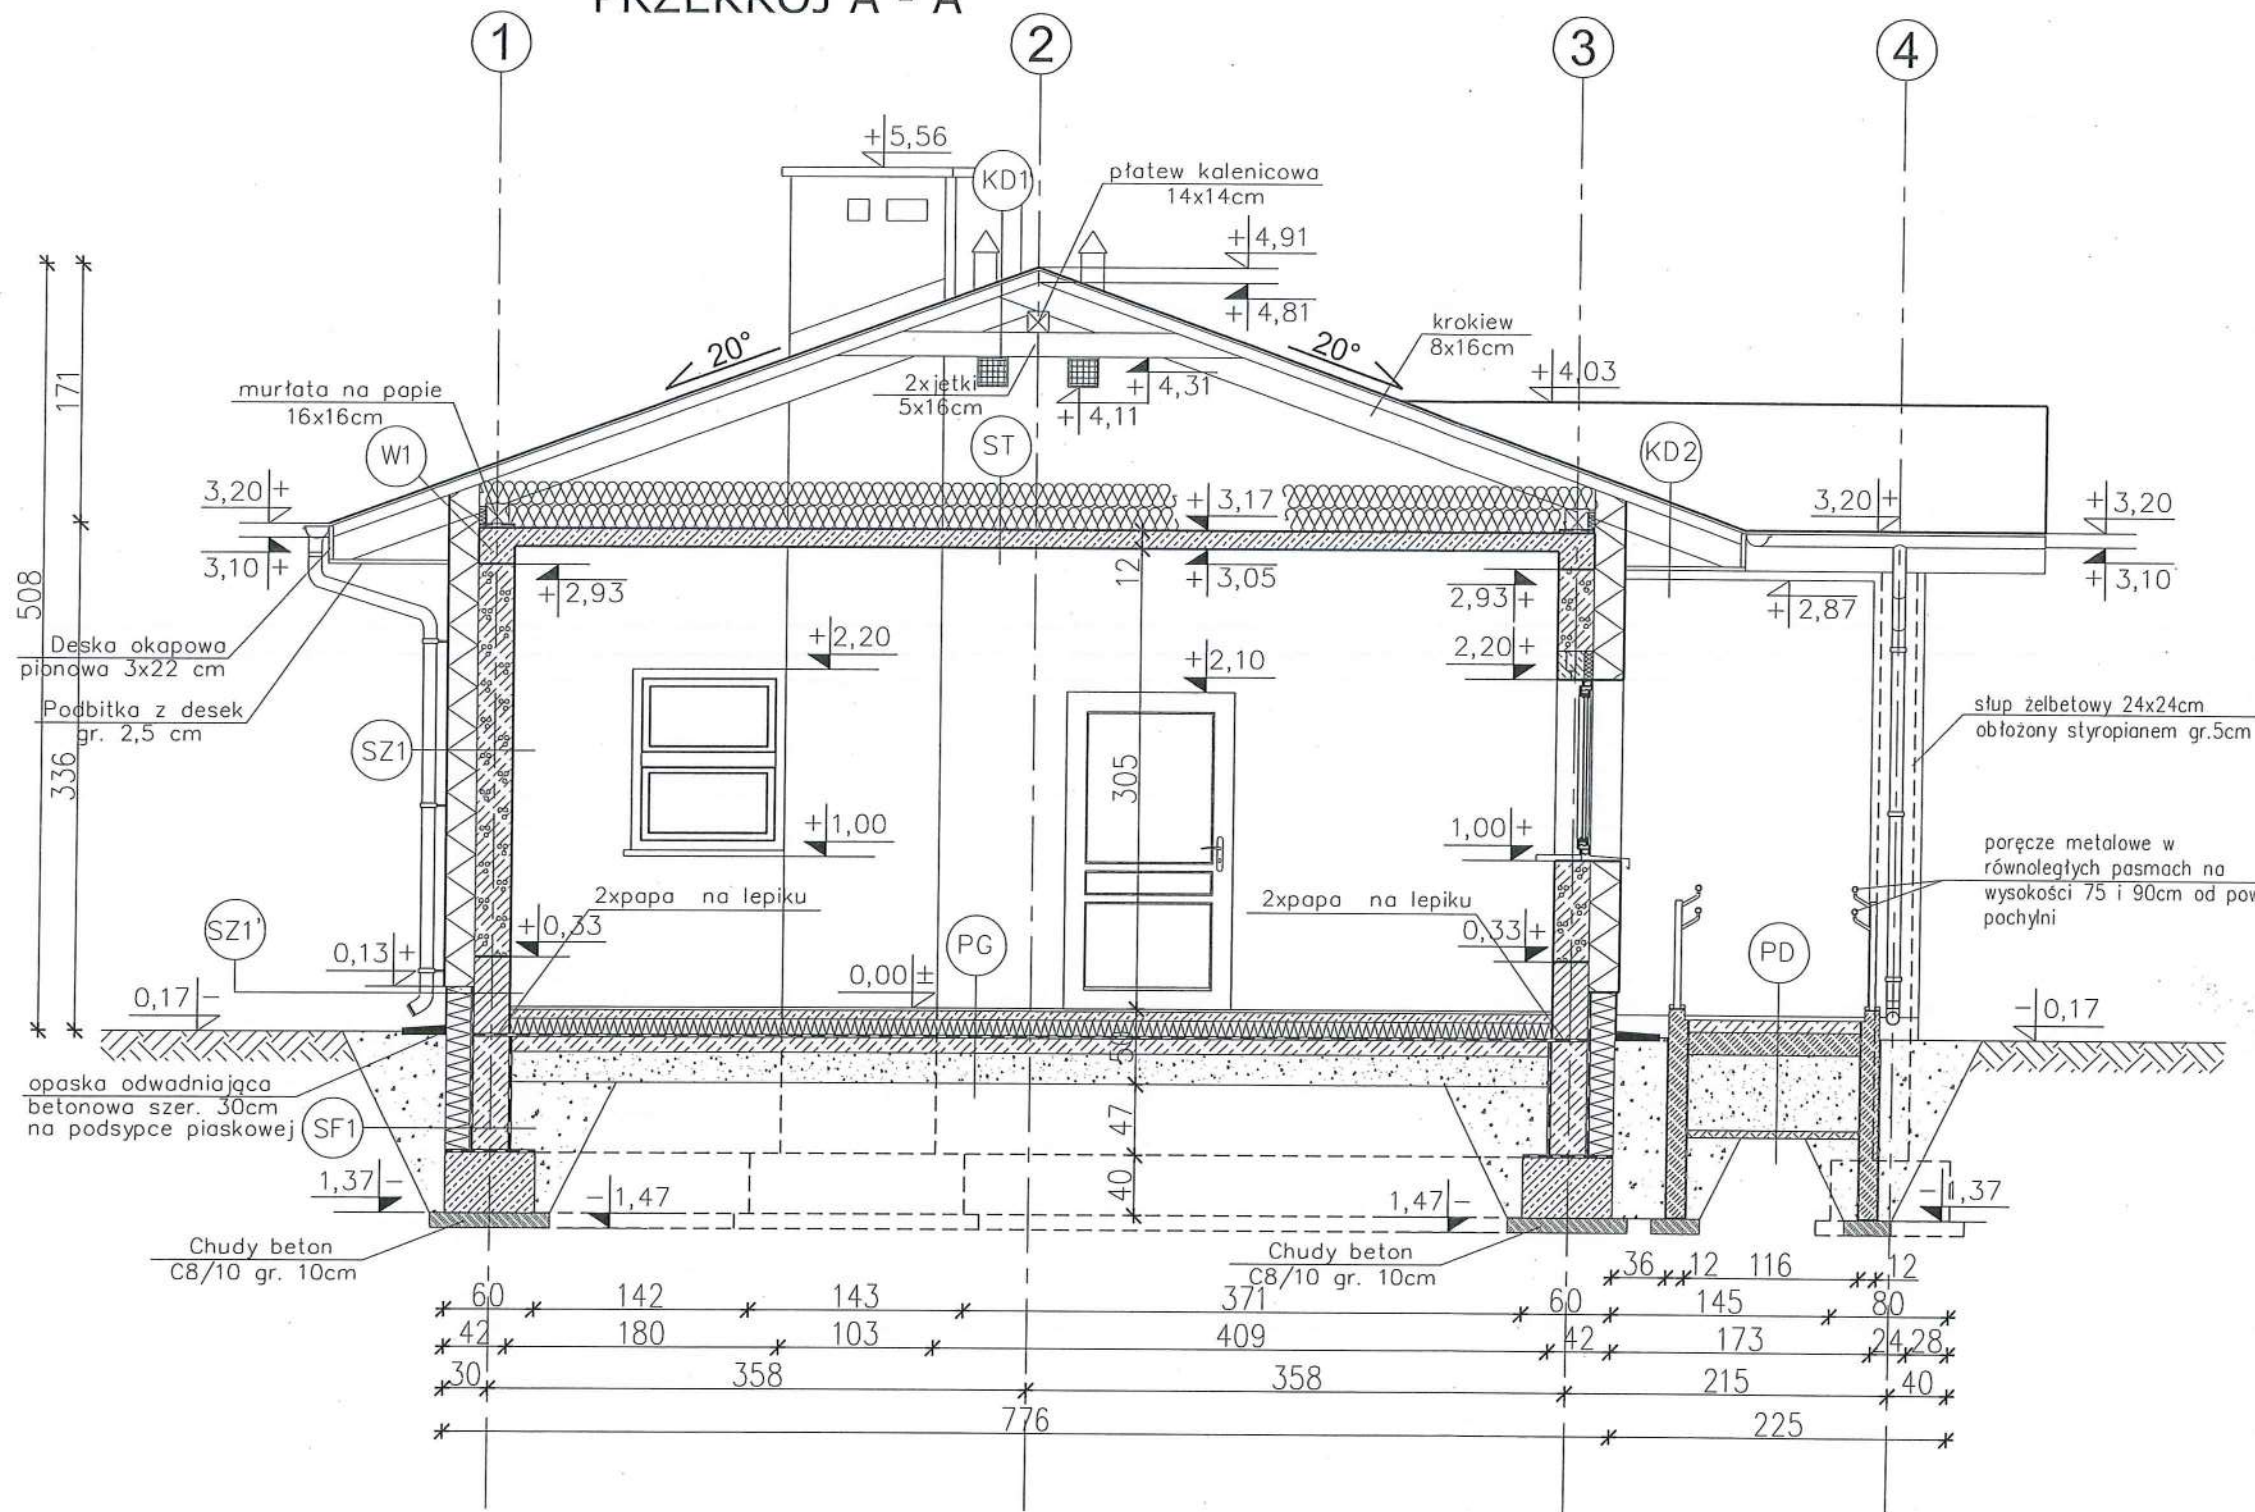 PRZEKRÓJ A - A
1
2
3
4
+5,56
KD1
płatew kalenicowa
14x14cm
+4,91
+4,81
krokiew
8x16cm
20°
20°
+4,03
murłata na papie
16x16cm
2xjetki
5x16cm
+4,31
+4,11
171
W1
ST
KD2
3,20+
+3,17
3,20+
+3,20
3,10+
+3,05
+3,10
12
+2,93
2,93+
+2,87
508
Deska okapowa
pionowa 3x22 cm
+2,20
+2,10
2,20+
Podbitka z desek
gr. 2,5 cm
słup żelbetowy 24x24cm
obłożony styropianem gr.5cm
SZ1
336
305
+1,00
1,00+
poręcze metalowe w
równoległych pasmach na
wysokości 75 i 90cm od pow
pochylni
2xpapa na lepiku
2xpapa na lepiku
SZ1'
+0,33
0,33+
PG
PD
0,13+
0,00±
0,17-
-0,17
opaska odwadniająca
betonowa szer. 30cm
na podsypce piaskowej
SF1
47
40
1,37-
-1,47
1,47-
-1,37
Chudy beton
C8/10 gr. 10cm
Chudy beton
C8/10 gr. 10cm
36 12 116 12
60 142 143 371 60 145 80
42 180 103 409 42 173 24 28
30 358 358 215 40
776 225